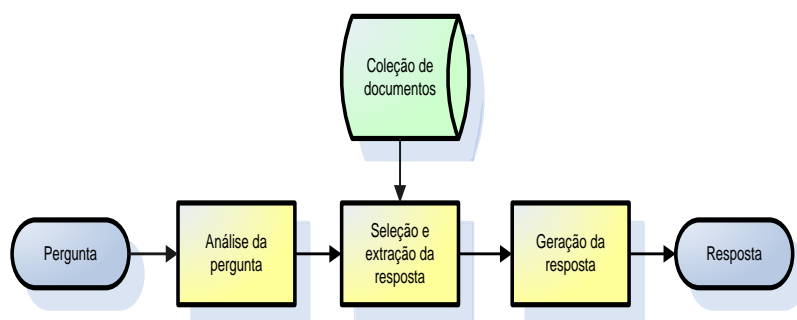 Coleção de
documentos
Pergunta
Análise da
pergunta
Seleção e
extração da
resposta
Geração da
resposta
Resposta